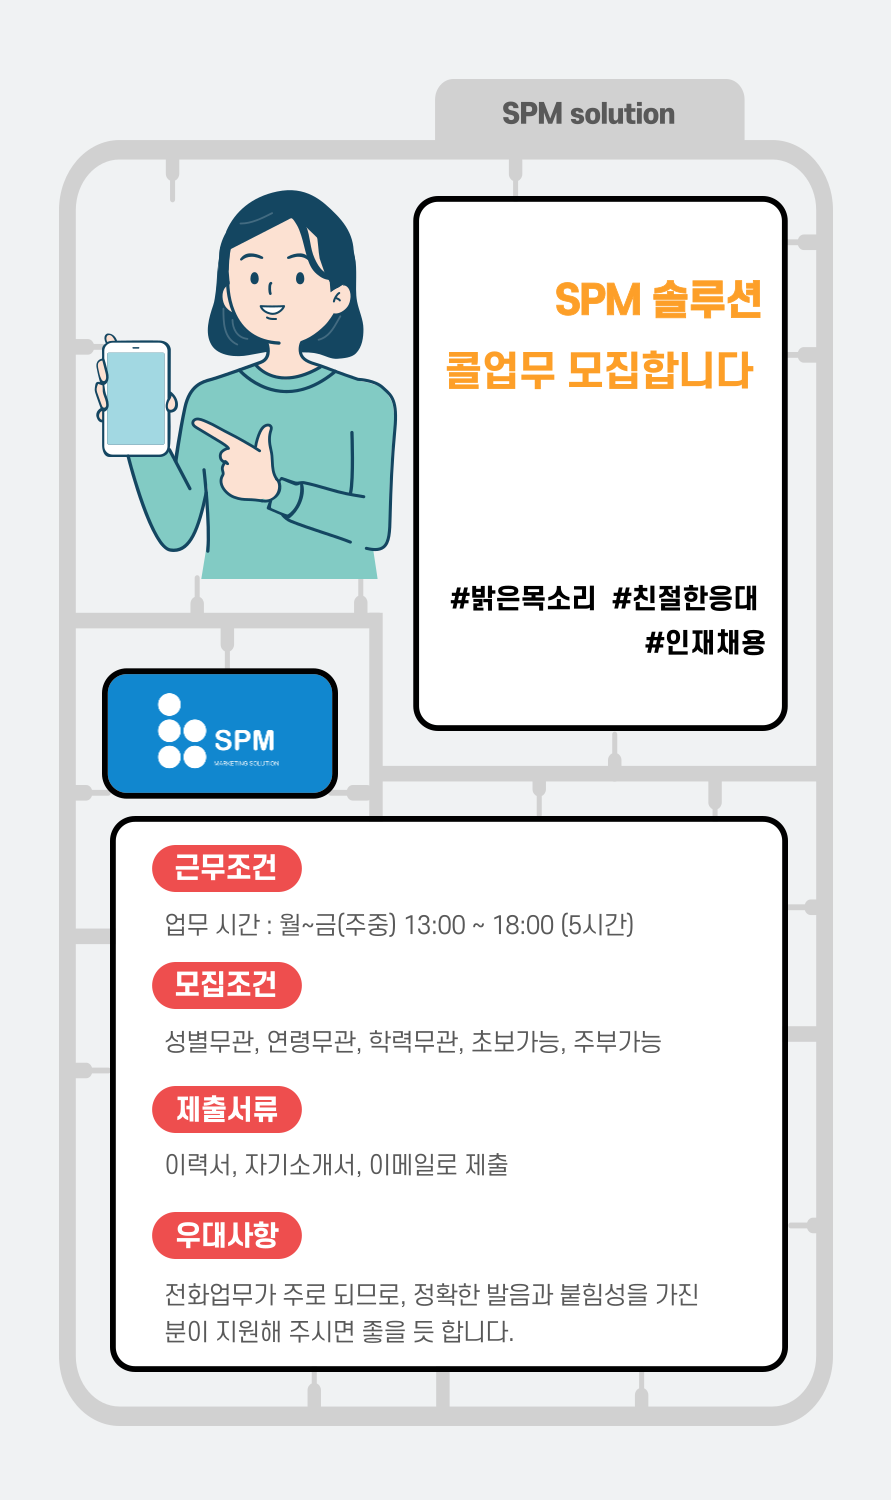 SPM solution
SPM 솔루션
콜업무 모집합니다
#밝은목소리 #친절한응대
#인재채용
SPM
MARKETING SOLUTION
근무조건
업무 시간 : 월~금(주중) 13:00 ~ 18:00 (5시간)
모집조건
성별무관, 연령무관, 학력무관, 초보가능, 주부가능
제출서류
이력서, 자기소개서, 이메일로 제출
우대사항
전화업무가 주로 되므로, 정확한 발음과 붙힘성을 가진
분이 지원해 주시면 좋을 듯 합니다.